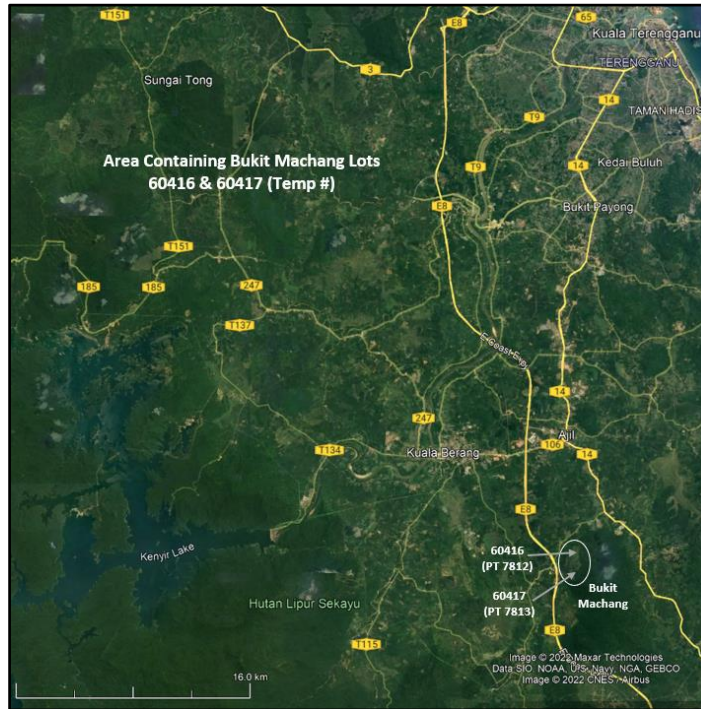 T151
E8
65
Kuala Terengganu
TERENGGANU
3
Sungai Tong
14
TAMAN HADIS
T9
Area Containing Bukit Machang Lots
60416 & 60417 (Temp #)
T9
14
Kedai Buluh
E8
Bukit Payong
T151
185
185
247
T137
E Coast Expy
14
247
Ajil
T134
Kuala Berang
106
14
E8
Kenyir Lake
60416
(PT 7812)
60417
(PT 7813)
Bukit
Machang
Hutan Lipur Sekayu
E8
T115
Image © 2022 Maxar Technologies
Data SIO, NOAA, U.S. Navy, NGA, GEBCO
Image © 2022 CNES / Airbus
16.0 km